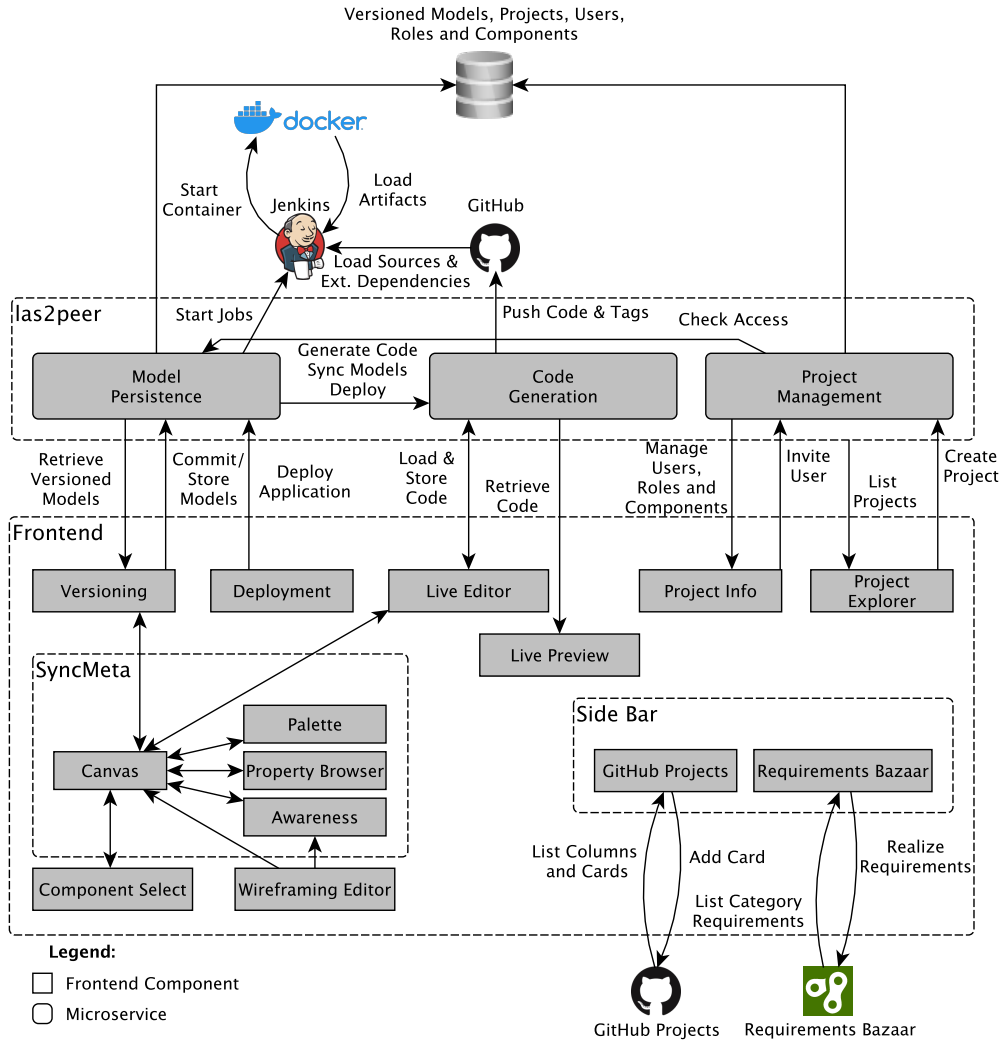 Versioned Models, Projects, Users,
Roles and Components
docker
Start
Container
Load
Artifacts
Jenkins
GitHub
Load Sources &
Ext. Dependencies
las2peer
Start Jobs
Push Code & Tags
Check Access
Generate Code
Sync Models
Deploy
Model
Persistence
Code
Generation
Project
Management
Retrieve
Versioned
Models
Commit/
Store
Models
Deploy
Application
Load &
Store
Code
Retrieve
Code
Manage
Users,
Roles and
Components
Invite
User
List
Projects
Create
Project
Frontend
Versioning
Deployment
Live Editor
Project Info
Project
Explorer
Live Preview
SyncMeta
Palette
Canvas
Property Browser
Awareness
Component Select
Wireframing Editor
Side Bar
GitHub Projects
Requirements Bazaar
List Columns
and Cards
Add Card
List Category
Requirements
Realize
Requirements
GitHub Projects
Requirements Bazaar
Legend:
Frontend Component
Microservice